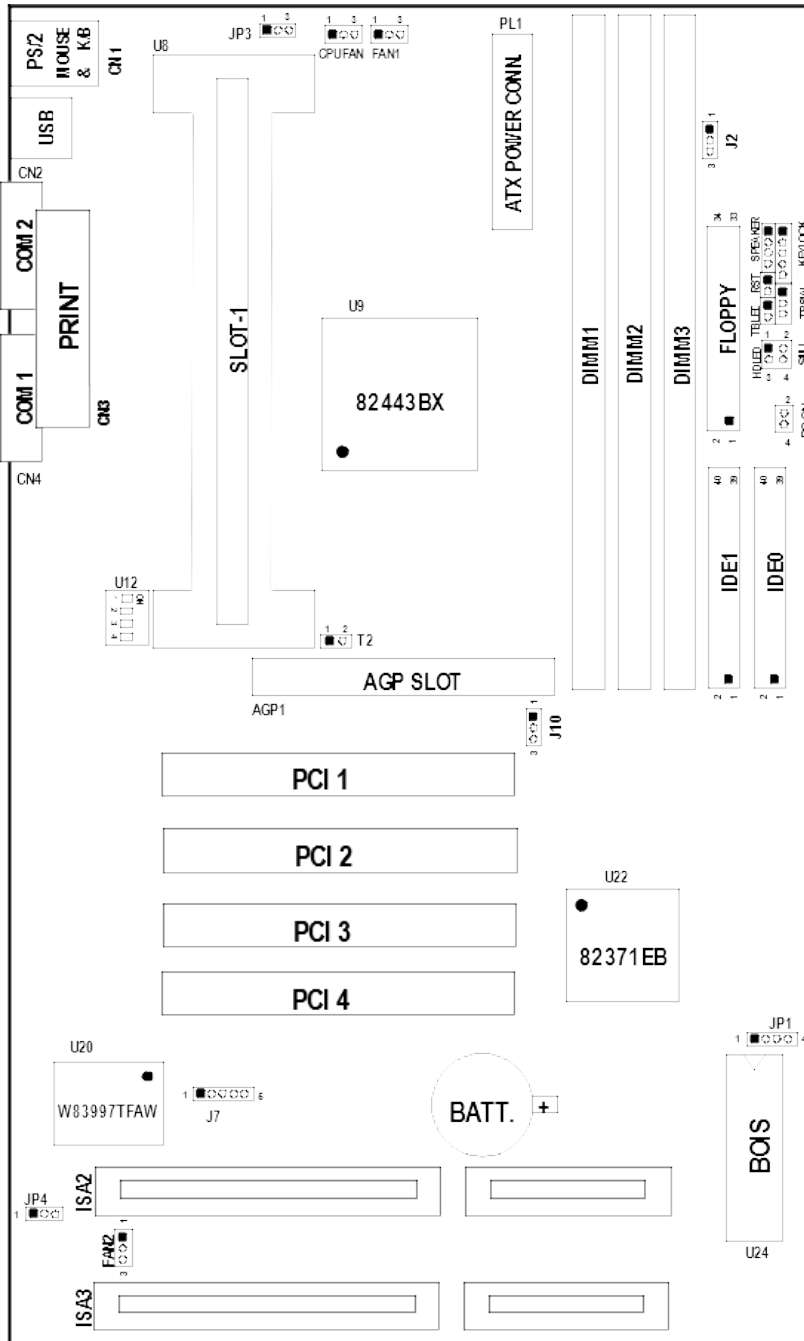 PS/2
MOUSE
& K/B
CN1
USB
CN2
COM 2
PRINT
COM 1
CN3
CN4
U8
JP3
1 3
1 3
CPUFAN
1 3
FAN1
PL1
ATX POWER CONN.
SLOT-1
U9
82443BX
DIMM1
DIMM2
DIMM3
1
J2
3
34 33
FLOPPY
2 1
SPEAKER
RST
TBLED
HDLED
KEYLOCK
1 2
3 4
2
4
40 39
IDE1
2 1
40 39
IDE0
2 1
U12
ON
1
2
3
4
1 2
T2
AGP SLOT
AGP1
1
J10
3
PCI 1
PCI 2
PCI 3
PCI 4
U22
82371EB
JP1
1 4
U20
W83997TFAW
1 5
J7
BATT.
+
BOIS
U24
ISA2
JP4
1
FAN2
1
3
ISA3